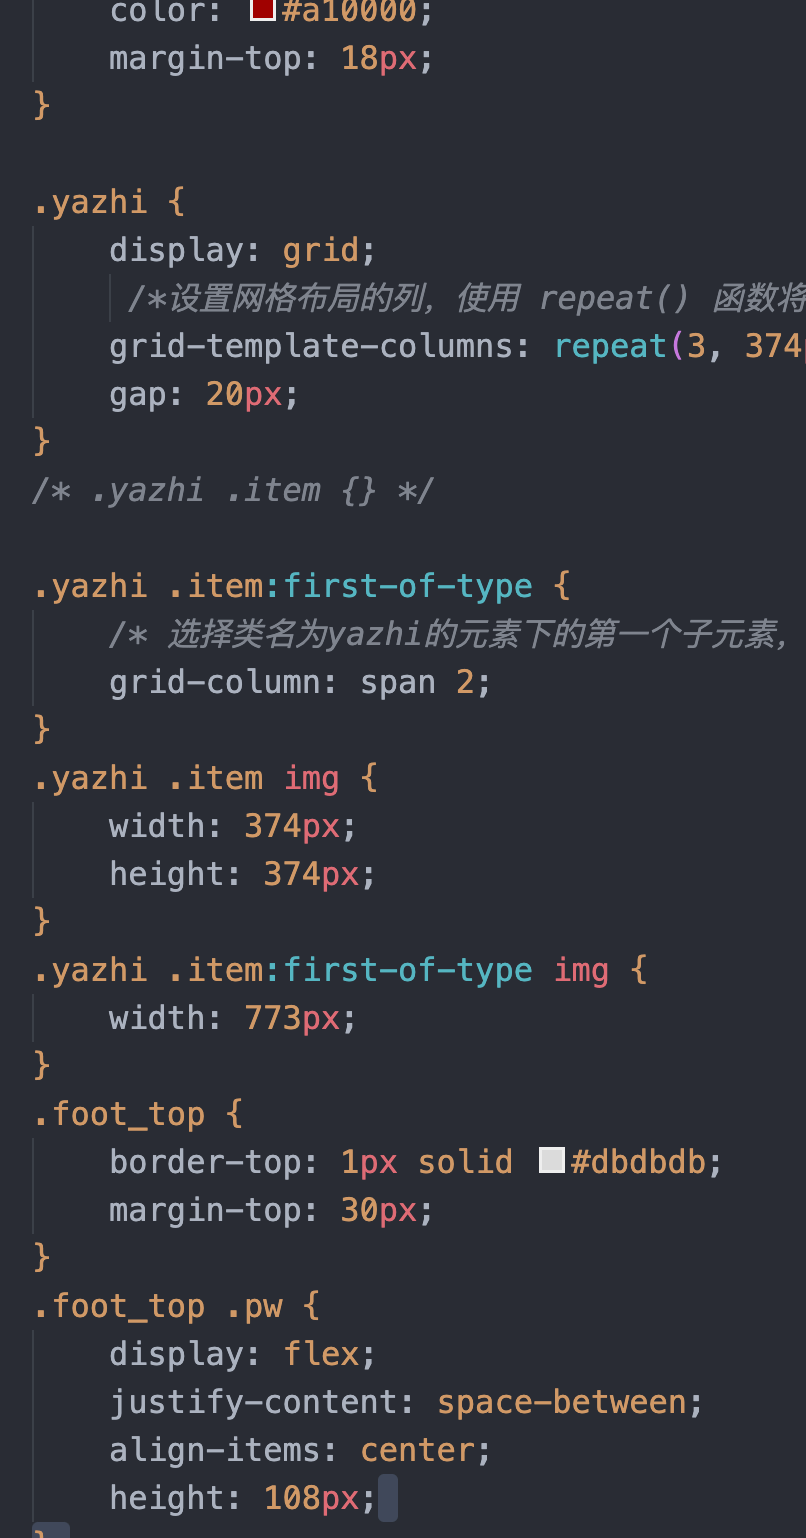 color: #a10000;
margin-top: 18px;
}
.yazhi {
display: grid;
/*设置网格布局的列，使用 repeat() 函数将
grid-template-columns: repeat(3, 374p
gap: 20px;
}
/* .yazhi .item {} */
.yazhi .item:first-of-type {
/* 选择类名为yazhi的元素下的第一个子元素，
grid-column: span 2;
}
.yazhi .item img {
width: 374px;
height: 374px;
}
.yazhi .item:first-of-type img {
width: 773px;
}
.foot_top {
border-top: 1px solid #dbdbdb;
margin-top: 30px;
}
.foot_top .pw {
display: flex;
justify-content: space-between;
align-items: center;
height: 108px;
}